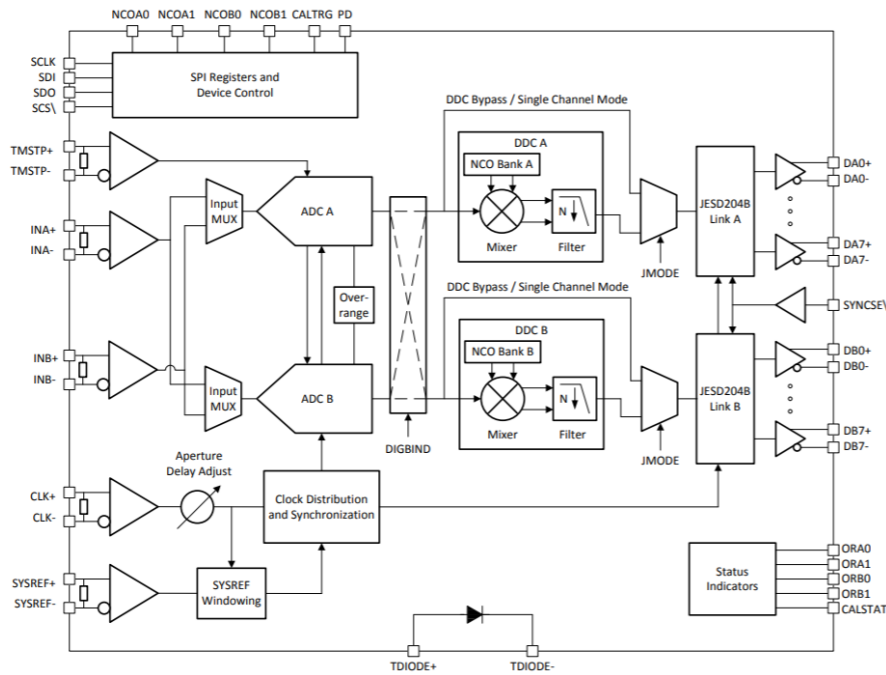 NCOA0 NCOA1 NCOB0 NCOB1 CALTRG PD
SCLK
SDI
SDO
SCS\
SPI Registers and
Device Control
TMSTP+
TMSTP-
INA+
INA-
Input
MUX
ADC A
Over-
range
INB+
INB-
Input
MUX
ADC B
DIGBIND
DDC Bypass / Single Channel Mode
DDC A
NCO Bank A
Mixer
N
Filter
JMODE
JESD204B
Link A
DA0+
DA0-
DA7+
DA7-
SYNCSE\
DDC Bypass / Single Channel Mode
DDC B
NCO Bank B
Mixer
N
Filter
JMODE
JESD204B
Link B
DB0+
DB0-
DB7+
DB7-
Aperture
Delay Adjust
CLK+
CLK-
Clock Distribution
and Synchronization
SYSREF+
SYSREF-
SYSREF
Windowing
Status
Indicators
ORA0
ORA1
ORB0
ORB1
CALSTAT
TDIODE+ TDIODE-